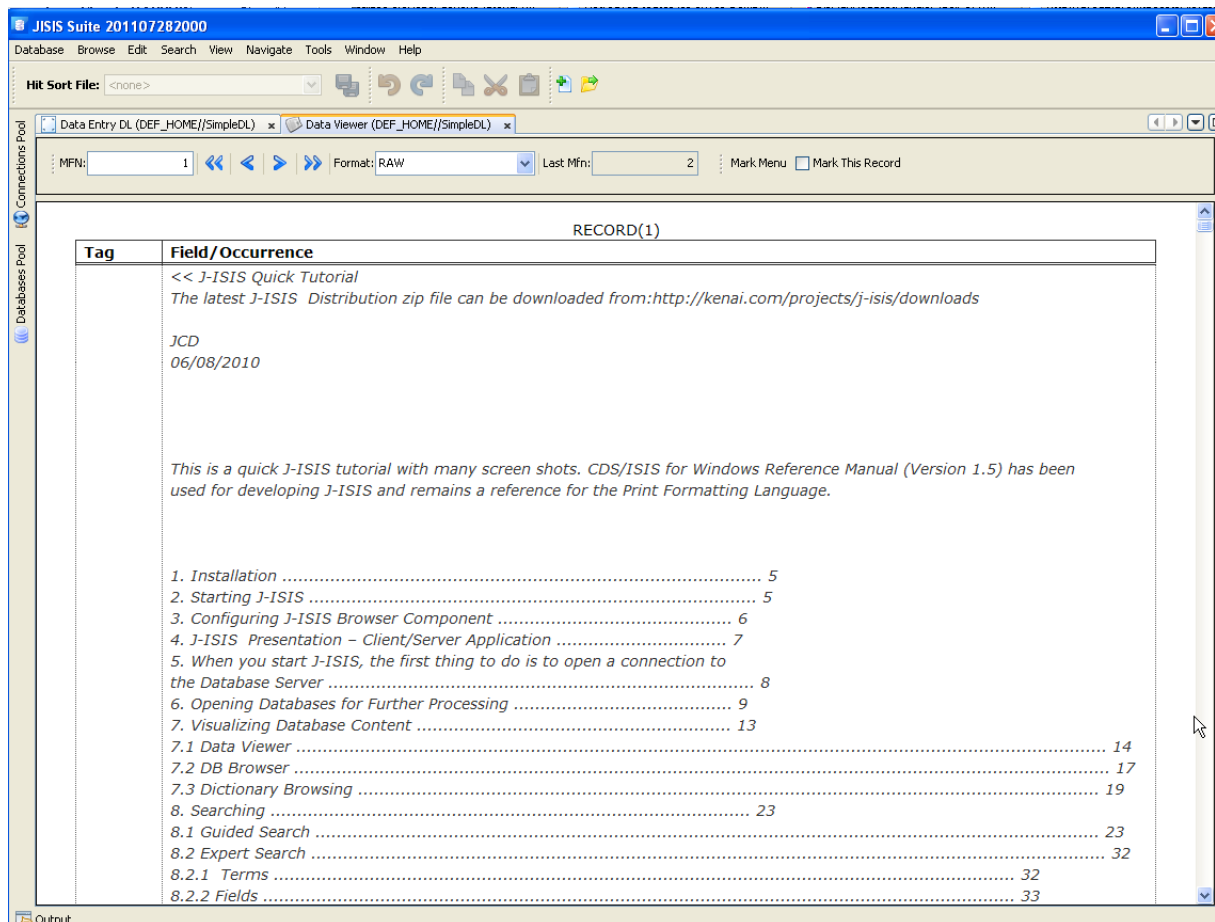 JISIS Suite 201107282000
Database Browse Edit Search View Navigate Tools Window Help
Hit Sort File: <none>
Data Entry DL (DEF_HOME//SimpleDL) x Data Viewer (DEF_HOME//SimpleDL) x
Connections Pool
Databases Pool
MFN: 1 Format: RAW Last Mfn: 2 Mark Menu Mark This Record
RECORD(1)
Tag Field/Occurrence
<< J-ISIS Quick Tutorial
The latest J-ISIS Distribution zip file can be downloaded from:http://kenai.com/projects/j-isis/downloads
JCD
06/08/2010
This is a quick J-ISIS tutorial with many screen shots. CDS/ISIS for Windows Reference Manual (Version 1.5) has been
used for developing J-ISIS and remains a reference for the Print Formatting Language.
1. Installation ........................................................................................ 5
2. Starting J-ISIS ................................................................................... 5
3. Configuring J-ISIS Browser Component ........................................... 6
4. J-ISIS Presentation – Client/Server Application ............................... 7
5. When you start J-ISIS, the first thing to do is to open a connection to
the Database Server .............................................................................. 8
6. Opening Databases for Further Processing ........................................ 9
7. Visualizing Database Content .......................................................... 13
7.1 Data Viewer ..................................................................................... 14
7.2 DB Browser ..................................................................................... 17
7.3 Dictionary Browsing ........................................................................ 19
8. Searching ......................................................................................... 23
8.1 Guided Search ................................................................................. 23
8.2 Expert Search .................................................................................. 32
8.2.1 Terms ............................................................................................ 32
8.2.2 Fields ............................................................................................. 33
Output